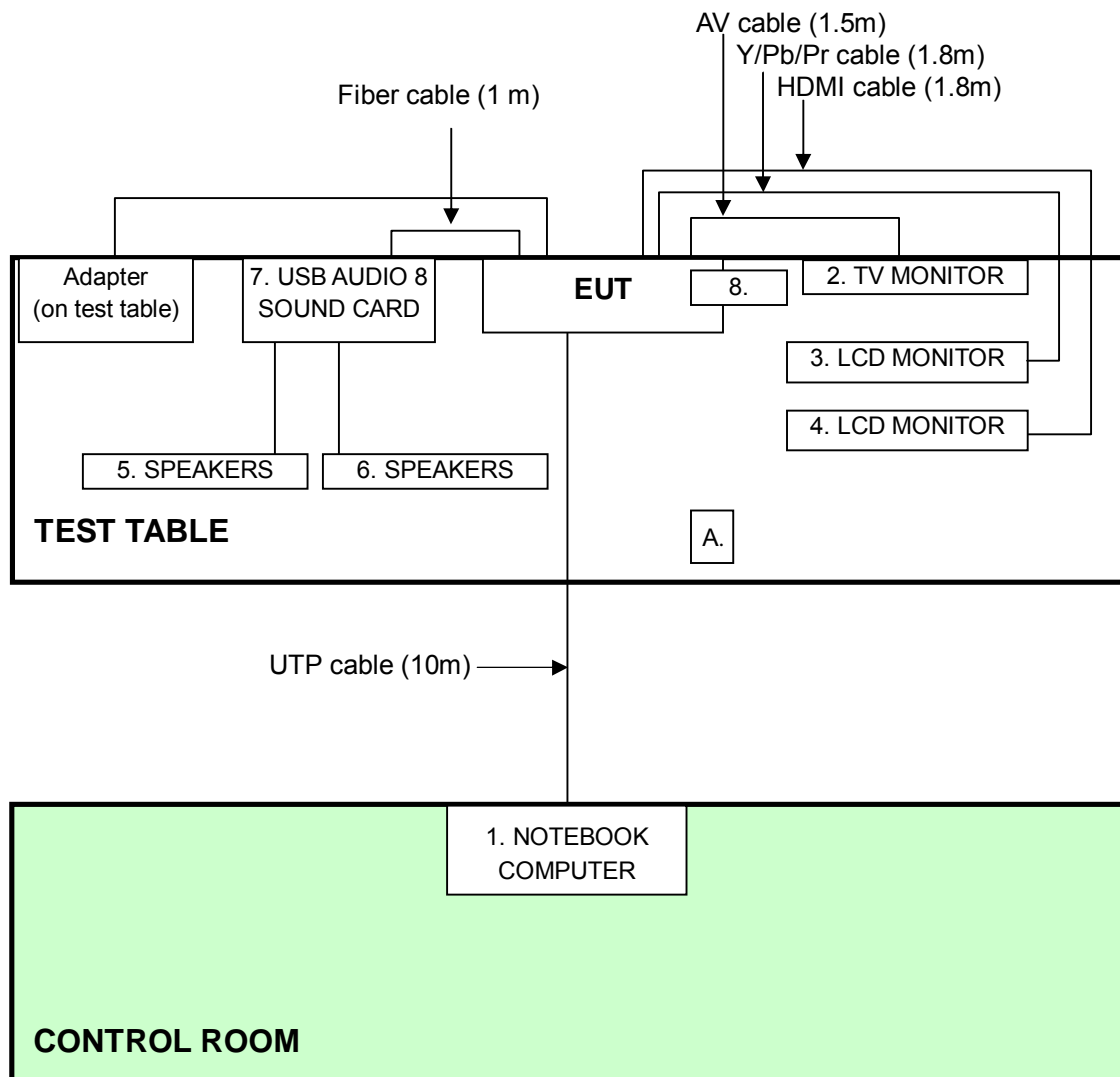 AV cable (1.5m)
Y/Pb/Pr cable (1.8m)
HDMI cable (1.8m)
Fiber cable (1 m)
Adapter
(on test table)
7. USB AUDIO 8
SOUND CARD
EUT
8.
2. TV MONITOR
3. LCD MONITOR
4. LCD MONITOR
5. SPEAKERS
6. SPEAKERS
TEST TABLE
A.
UTP cable (10m)
1. NOTEBOOK
COMPUTER
CONTROL ROOM